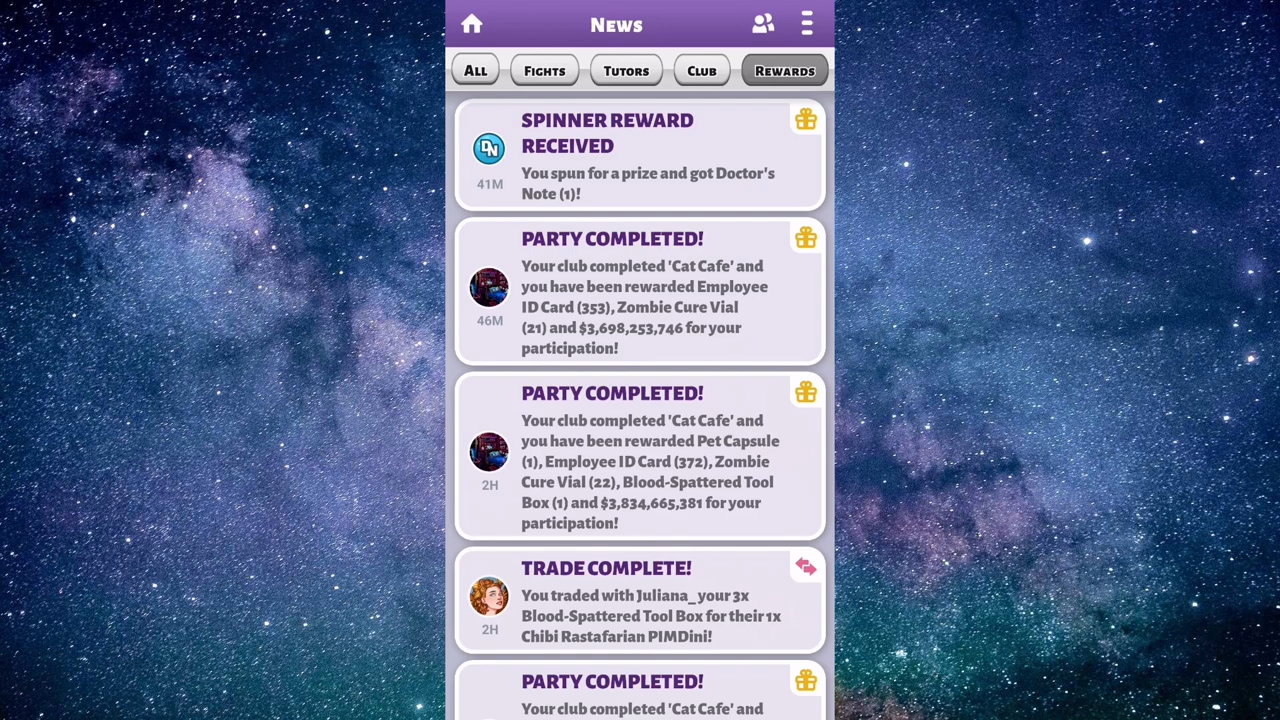 News
All
Fights
Tutors
Club
Rewards
SPINNER REWARD
RECEIVED
DN
You spun for a prize and got Doctor's
Note (1)!
41M
PARTY COMPLETED!
Your club completed 'Cat Cafe' and
you have been rewarded Employee
ID Card (353), Zombie Cure Vial
(21) and $3,698,253,746 for your
participation!
46M
PARTY COMPLETED!
Your club completed 'Cat Cafe' and
you have been rewarded Pet Capsule
(1), Employee ID Card (372), Zombie
Cure Vial (22), Blood-Spattered Tool
Box (1) and $3,834,665,381 for your
participation!
2H
TRADE COMPLETE!
You traded with Juliana_ your 3x
Blood-Spattered Tool Box for their 1x
Chibi Rastafarian PIMDini!
2H
PARTY COMPLETED!
Your club completed 'Cat Cafe' and